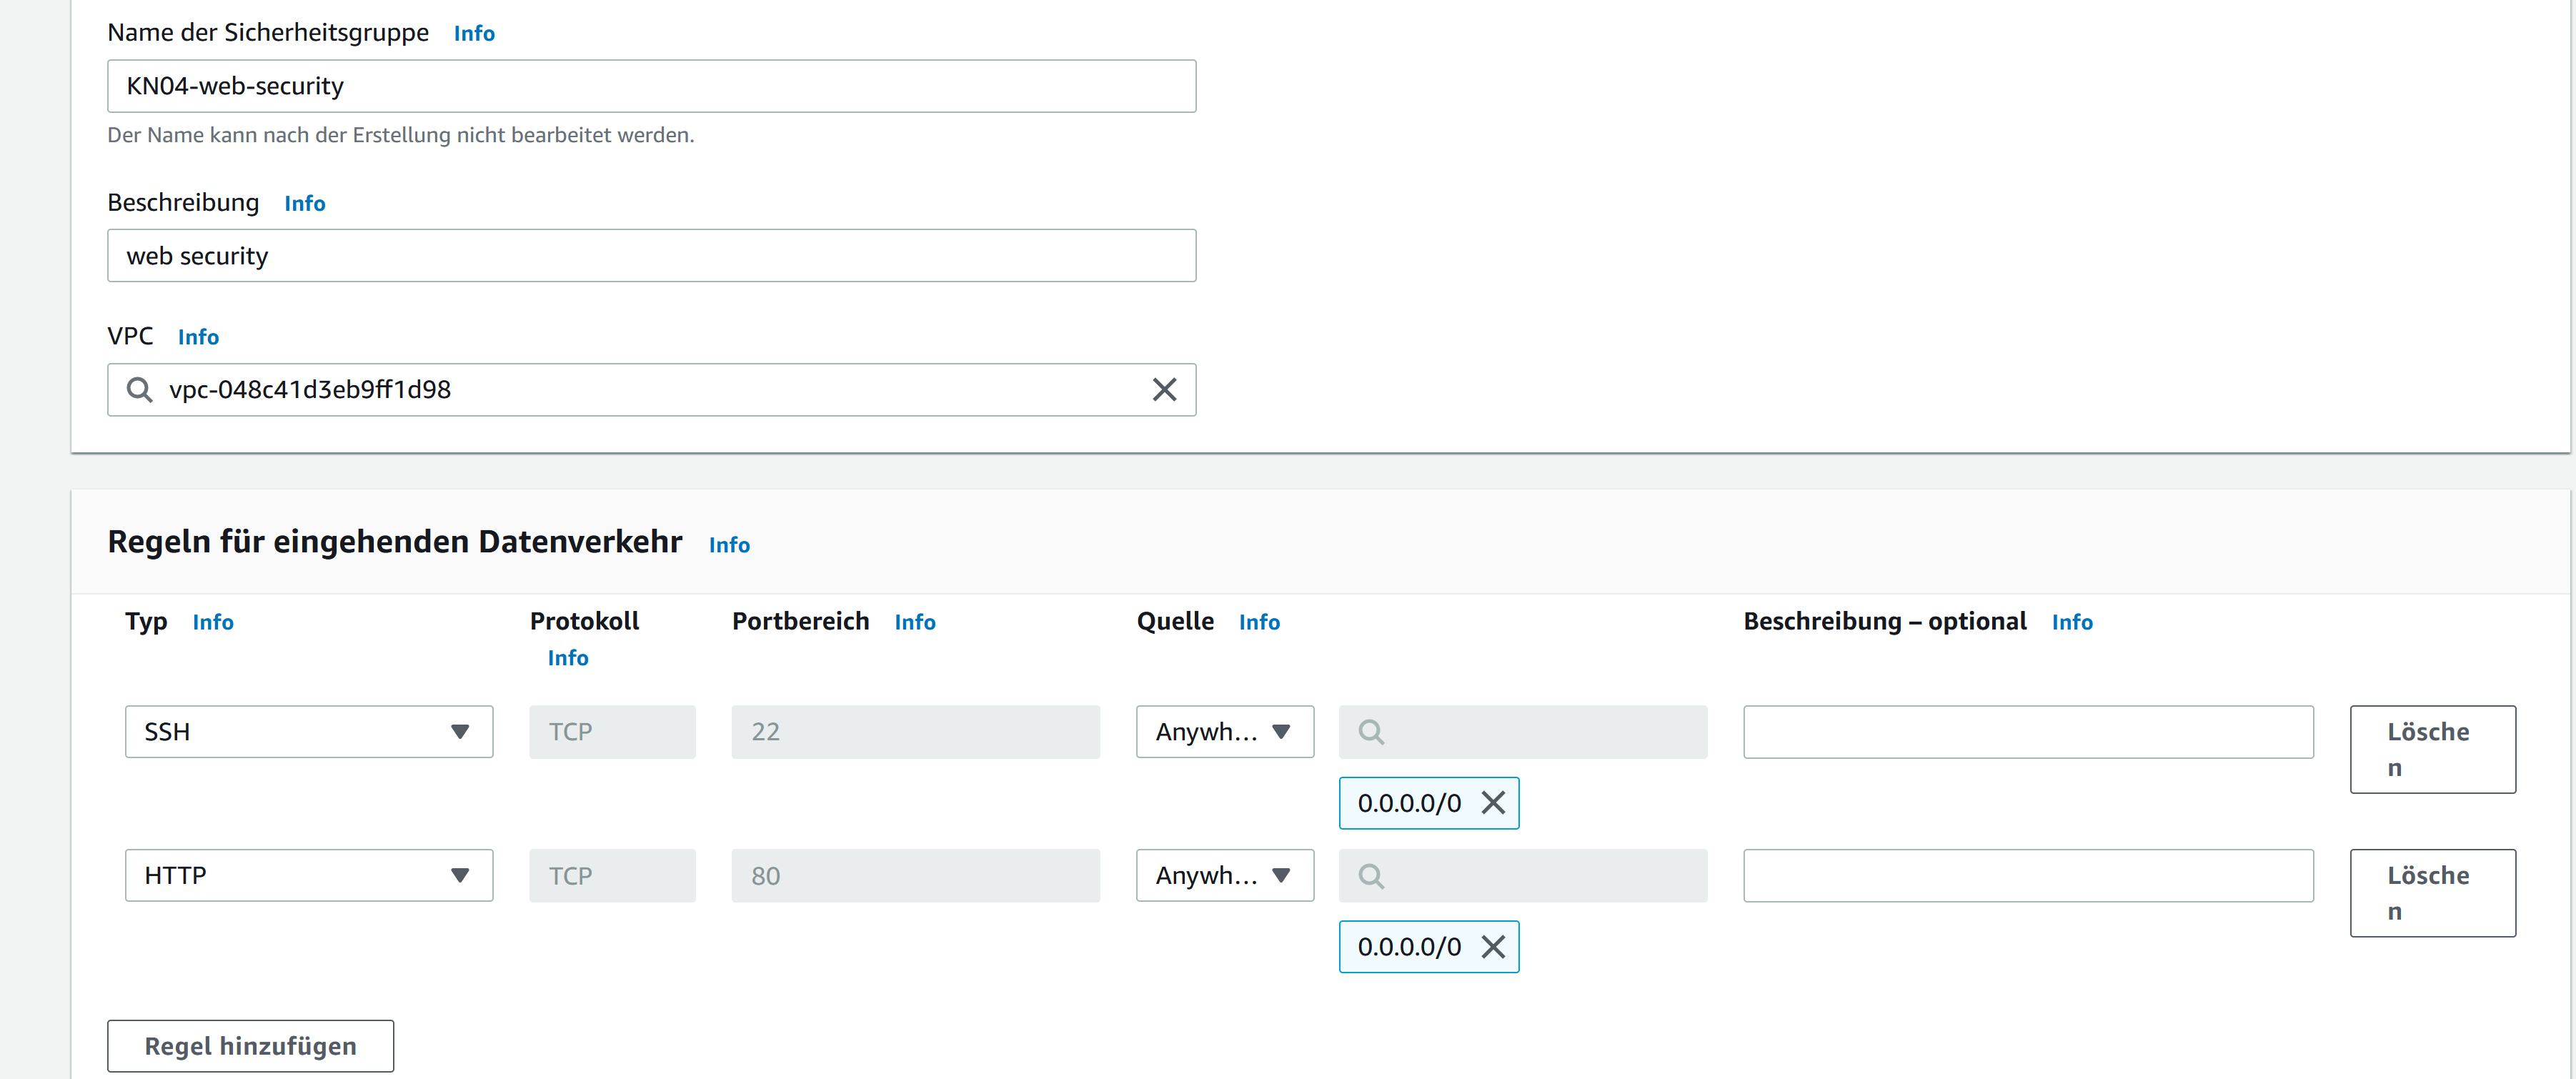 Name der Sicherheitsgruppe Info
KN04-web-security
Der Name kann nach der Erstellung nicht bearbeitet werden.
Beschreibung Info
web security
VPC Info
vpc-048c41d3eb9ff1d98
Regeln für eingehenden Datenverkehr Info
Typ Info Protokoll Portbereich Info Quelle Info Beschreibung – optional Info
Info
SSH TCP 22 Anywh... Lösche
n
0.0.0.0/0
HTTP TCP 80 Anywh... Lösche
n
0.0.0.0/0
Regel hinzufügen